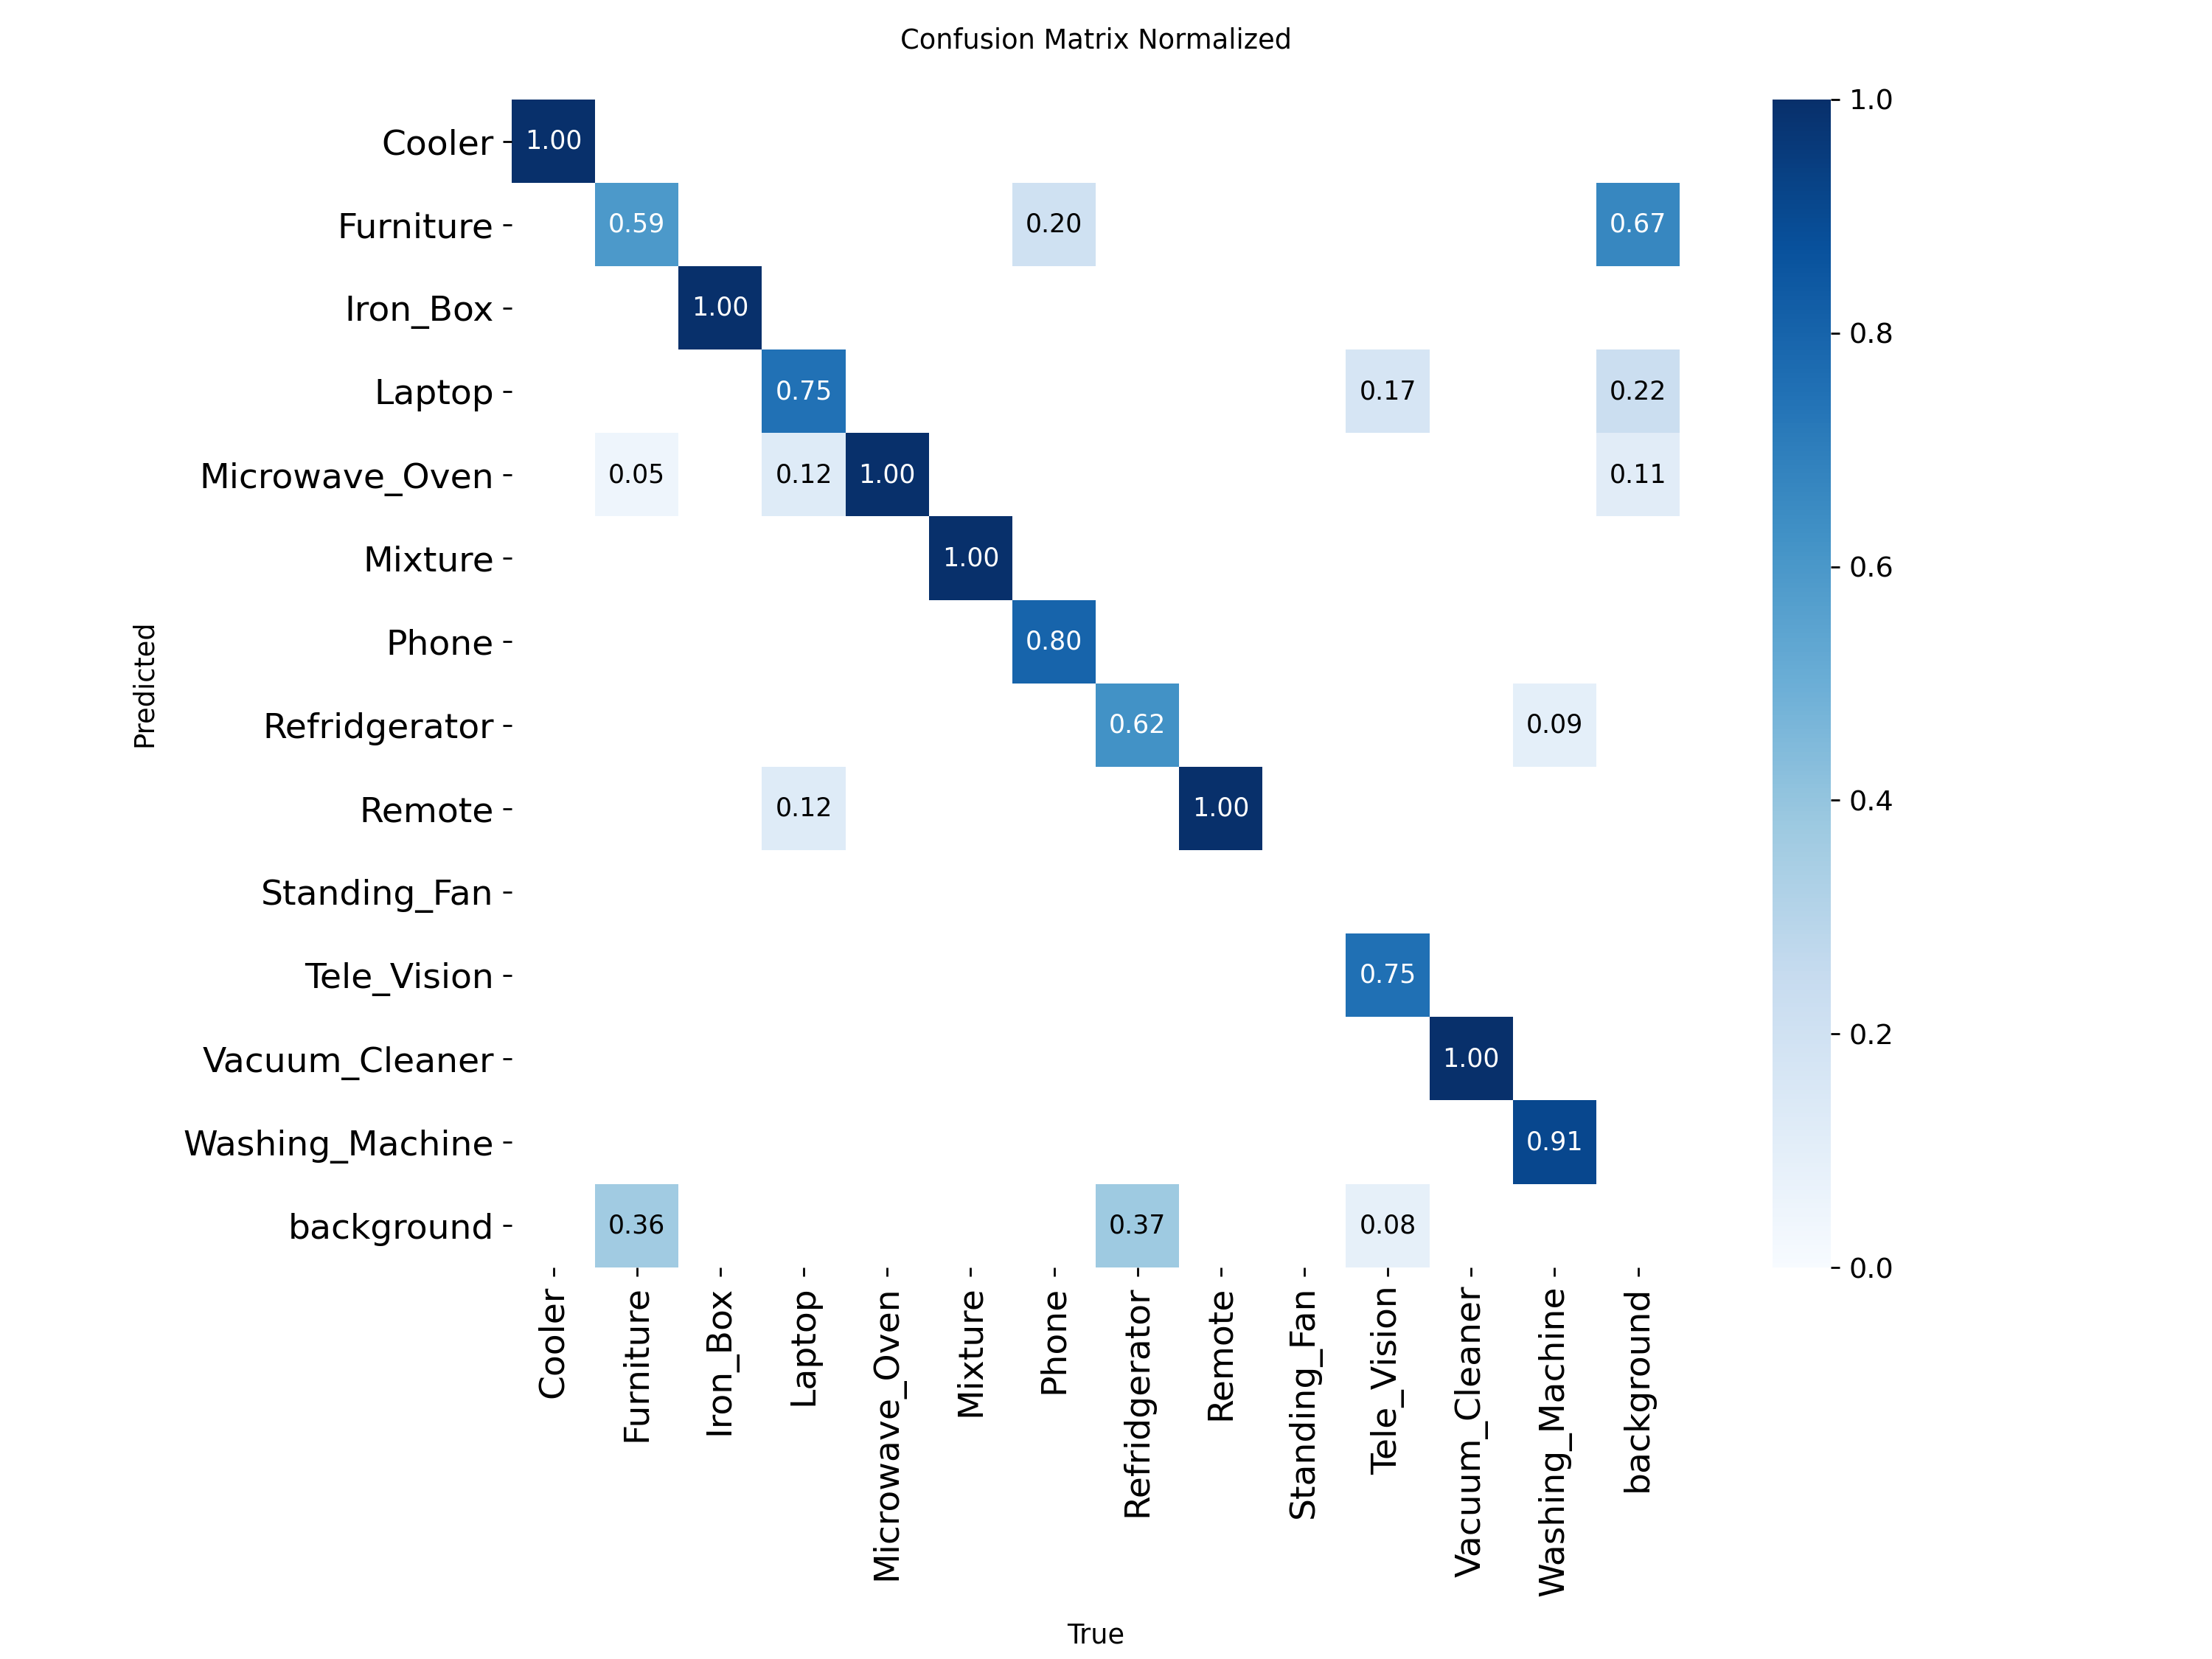 Confusion Matrix Normalized
Cooler 1.00
Furniture 0.59 0.20 0.67
Iron_Box 1.00
Laptop 0.75 0.17 0.22
Microwave_Oven 0.05 0.12 1.00 0.11
Mixture 1.00
Phone 0.80
Refridgerator 0.62 0.09
Remote 0.12 1.00
Standing_Fan
Tele_Vision 0.75
Vacuum_Cleaner 1.00
Washing_Machine 0.91
background 0.36 0.37 0.08
Predicted
Cooler
Furniture
Iron_Box
Laptop
Microwave_Oven
Mixture
Phone
Refridgerator
Remote
Standing_Fan
Tele_Vision
Vacuum_Cleaner
Washing_Machine
background
True
1.0
0.8
0.6
0.4
0.2
0.0